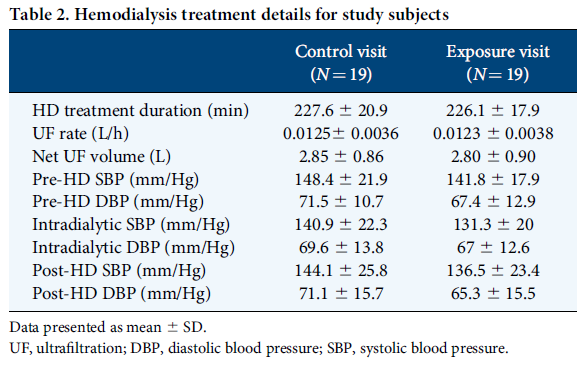 Table 2. Hemodialysis treatment details for study subjects
Control visit Exposure visit
(N=19) (N=19)
HD treatment duration (min) 227.6 ± 20.9 226.1 ± 17.9
UF rate (L/h) 0.0125± 0.0036 0.0123 ± 0.0038
Net UF volume (L) 2.85 ± 0.86 2.80 ± 0.90
Pre-HD SBP (mm/Hg) 148.4 ± 21.9 141.8 ± 17.9
Pre-HD DBP (mm/Hg) 71.5 ± 10.7 67.4 ± 12.9
Intradialytic SBP (mm/Hg) 140.9 ± 22.3 131.3 ± 20
Intradialytic DBP (mm/Hg) 69.6 ± 13.8 67 ± 12.6
Post-HD SBP (mm/Hg) 144.1 ± 25.8 136.5 ± 23.4
Post-HD DBP (mm/Hg) 71.1 ± 15.7 65.3 ± 15.5
Data presented as mean ± SD.
UF, ultrafiltration; DBP, diastolic blood pressure; SBP, systolic blood pressure.